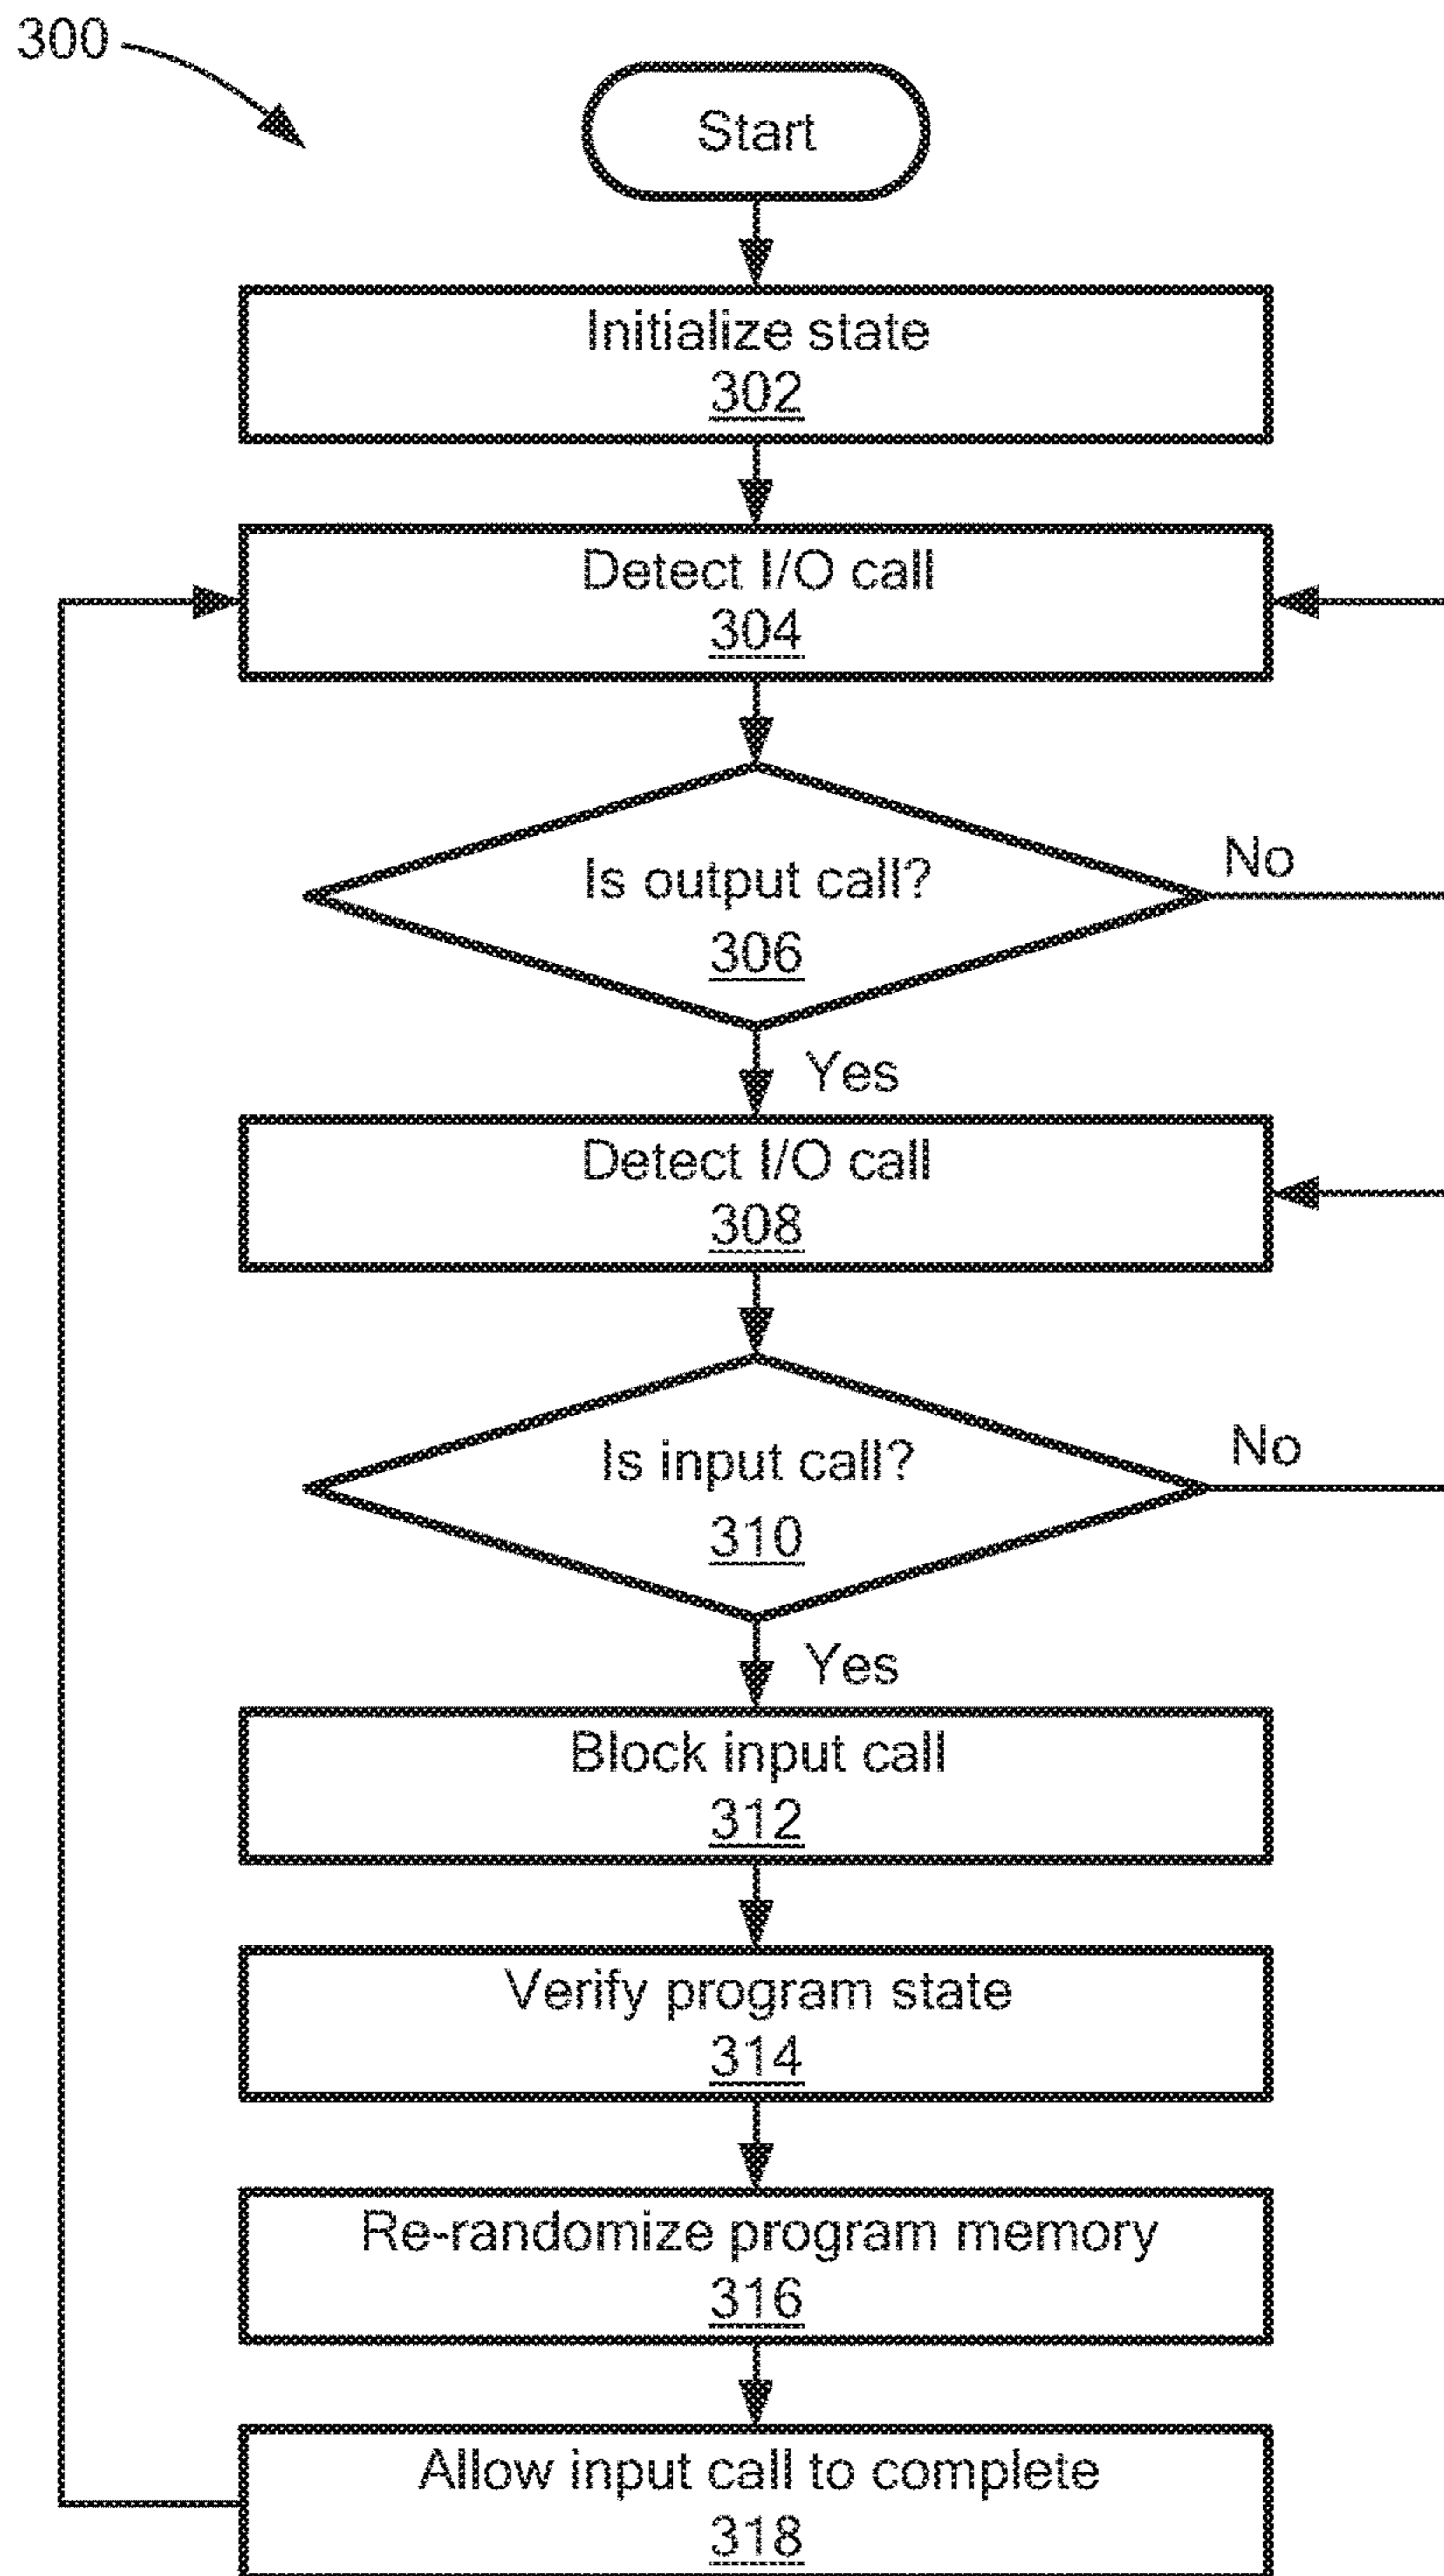 300
Start
Initialize state
302
Detect I/O call
304
Is output call?
306
No
Yes
Detect I/O call
308
Is input call?
310
No
Yes
Block input call
312
Verify program state
314
Re-randomize program memory
316
Allow input call to complete
318